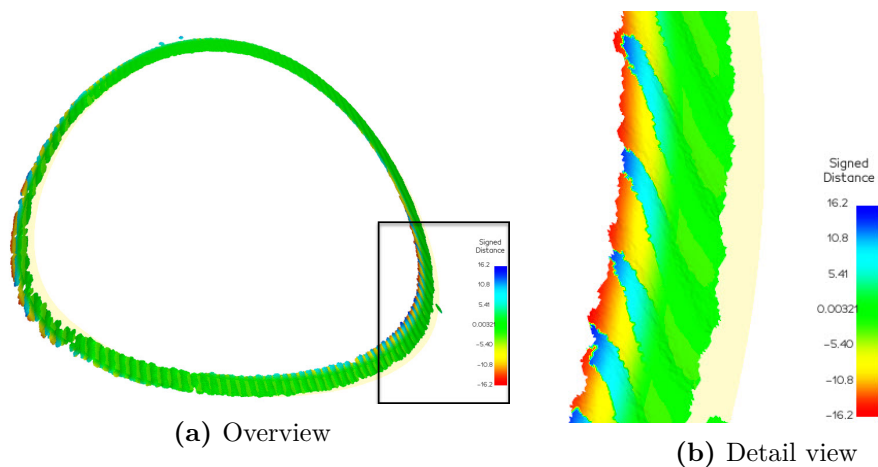 Signed
Distance
16.2
10.8
5.41
0.00321
−5.40
−10.8
−16.2
(a) Overview
Signed
Distance
16.2
10.8
5.41
0.00321
−5.40
−10.8
−16.2
(b) Detail view